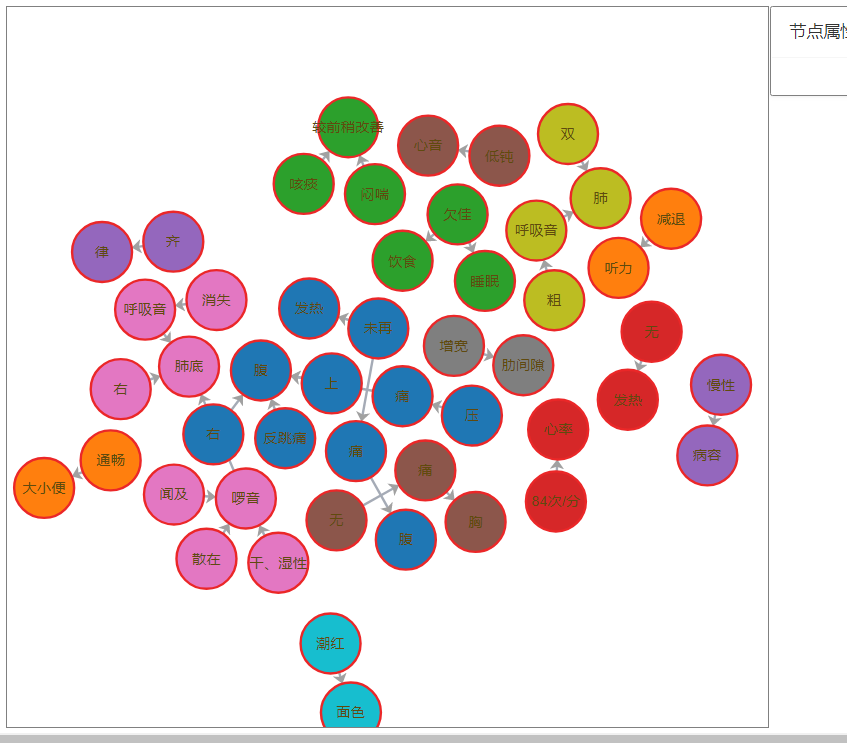 节点属性
较前稍改善
心音
低钝
双
咳痰
闷喘
肺
欠佳
呼吸音
减退
律
齐
饮食
听力
睡眠
呼吸音
消失
发热
未再
粗
无
增宽
肋间隙
肺底
腹
上
痛
右
慢性
发热
压
右
反跳痛
痛
心率
病容
通畅
大小便
闻及
啰音
痛
84次/分
无
胸
腹
散在
干、湿性
潮红
面色